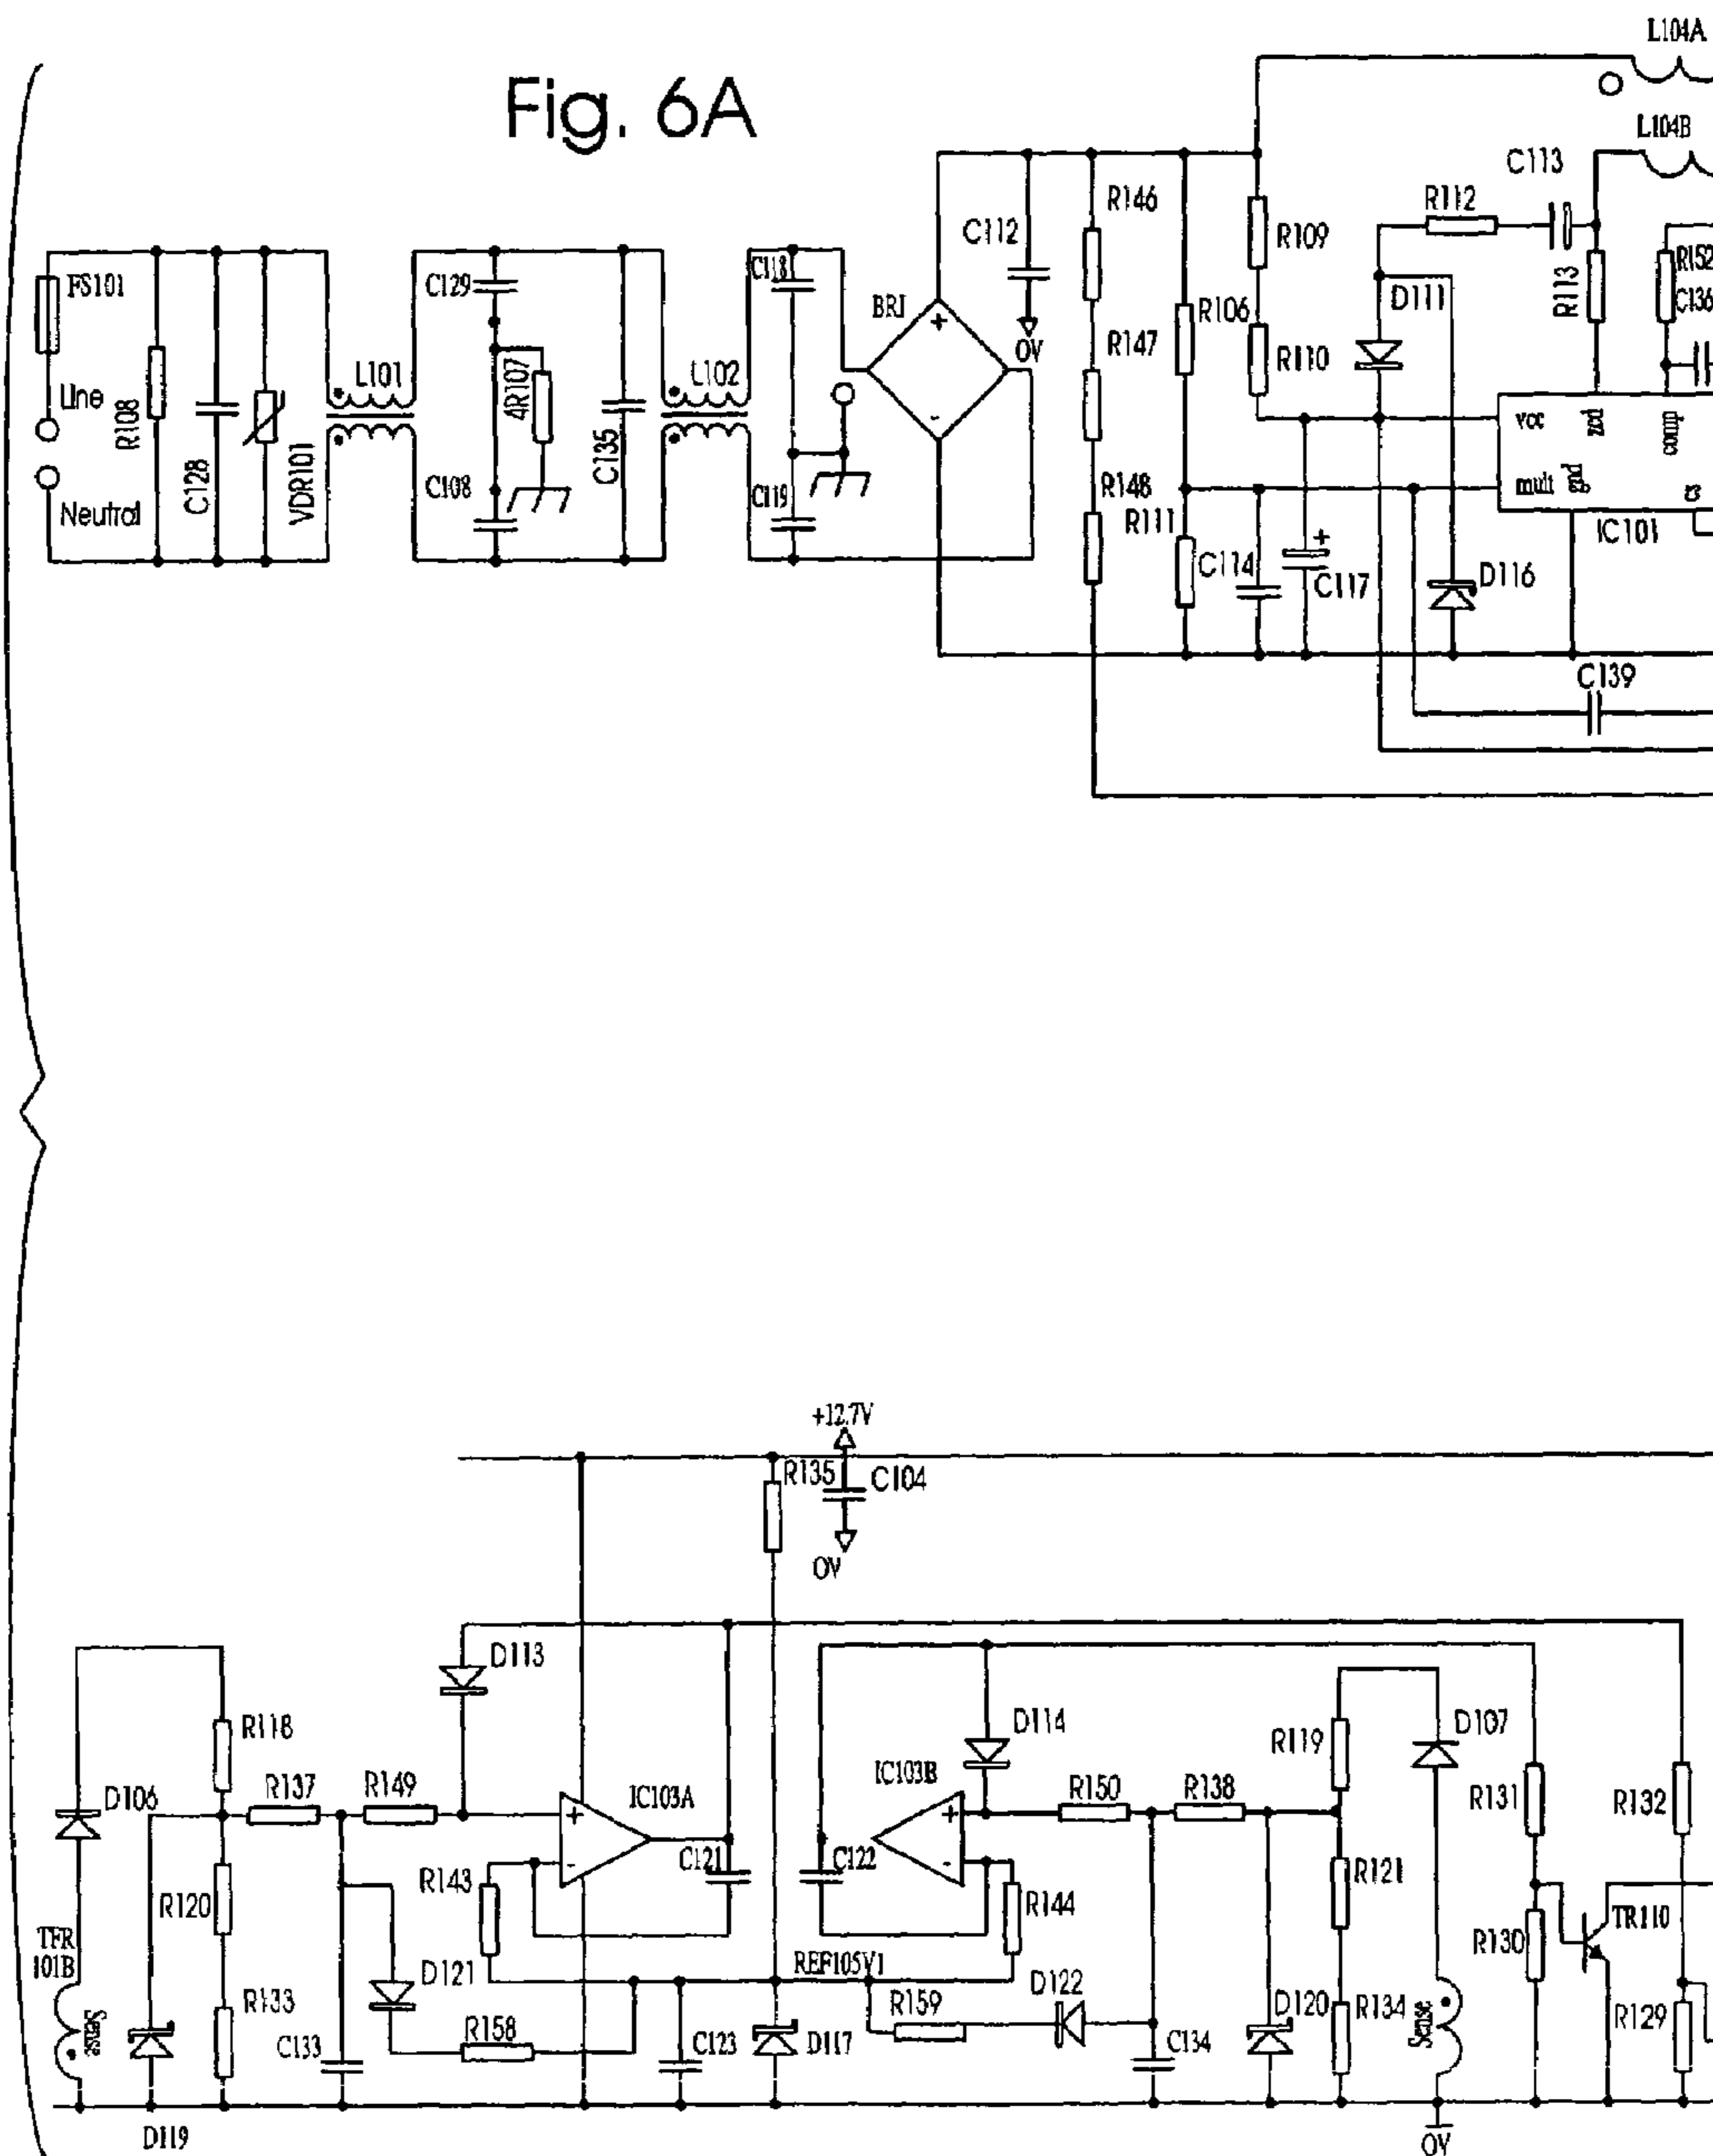 Fig. 6A
L104A
L104B
C113
R112
R146
C112
R109
R152
FS101
C129
C118
BR1
D111
R113
C136
R106
0V
R147
R110
Line
L101
4R107
L102
R108
C128
VDR101
C135
vcc
zcd
comp
Neutral
C108
C119
R148
mult
gnd
cs
R111
IC101
C114
+
C117
D116
C139
+
-
+12.7V
R135
C104
0V
D113
R118
D114
R119
D107
D106
R137
R149
IC103A
IC103B
R150
R138
R131
R132
+
-
+
-
R143
C121
C122
R144
R121
R120
TFR
101B
REF105V1
R130
TR110
D121
D122
R133
Sense
R158
R159
D120
R134
Sense
R129
C133
C123
D117
C134
D119
0V